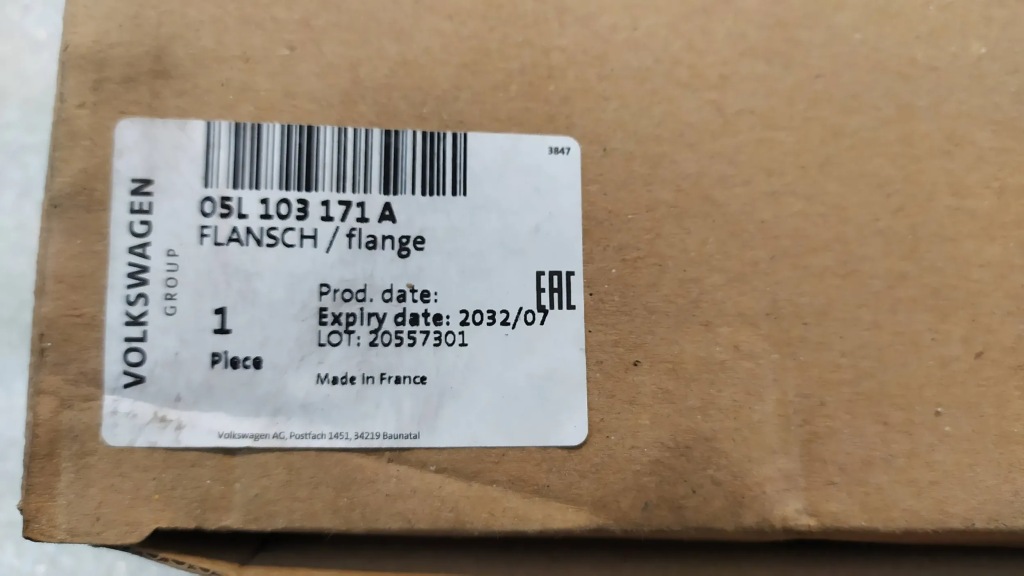 VOLKSWAGEN
GROUP
3847
05L 103 171 A
FLANSCH / flange
EAC
1
Piece
Prod. date:
Expiry date: 2032/07
LOT: 20557301
Made in France
Volkswagen AG, Postfach 1451, 34219 Baunatal